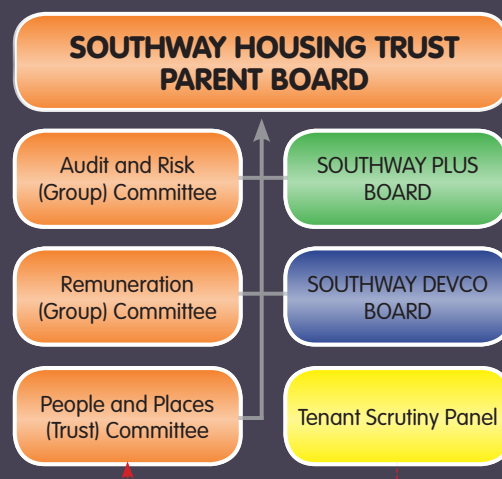 SOUTHWAY HOUSING TRUST
PARENT BOARD
Audit and Risk
(Group) Committee
SOUTHWAY PLUS
BOARD
Remuneration
(Group) Committee
SOUTHWAY DEVCO
BOARD
People and Places
(Trust) Committee
Tenant Scrutiny Panel